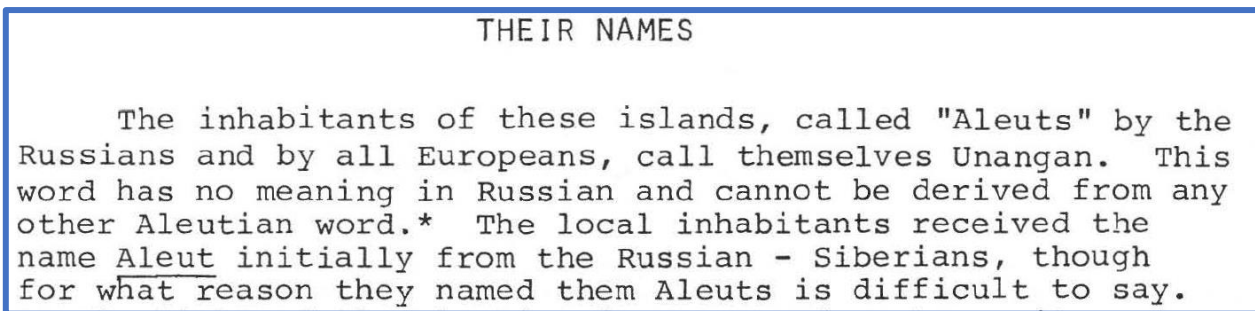 THEIR NAMES
The inhabitants of these islands, called "Aleuts" by the
Russians and by all Europeans, call themselves Unangan. This
word has no meaning in Russian and cannot be derived from any
other Aleutian word.* The local inhabitants received the
name Aleut initially from the Russian - Siberians, though
for what reason they named them Aleuts is difficult to say.